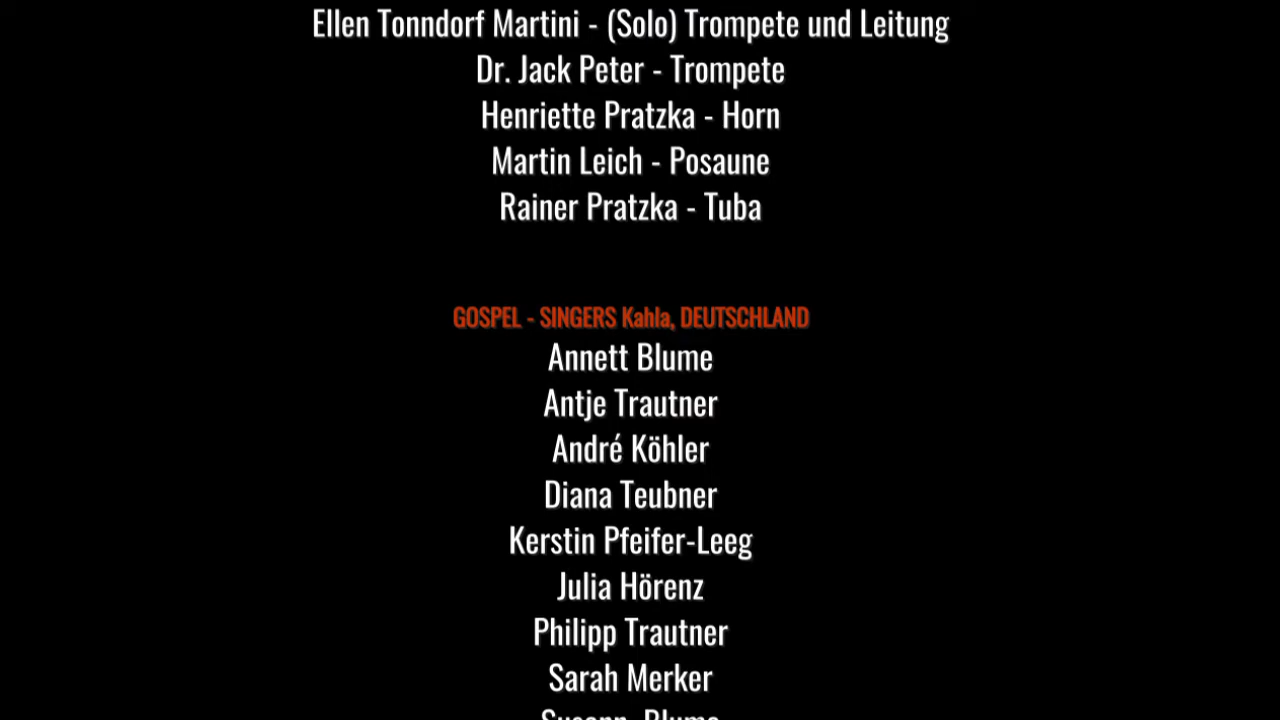 Ellen Tonndorf Martini - (Solo) Trompete und Leitung
Dr. Jack Peter - Trompete
Henriette Pratzka - Horn
Martin Leich - Posaune
Rainer Pratzka - Tuba
GOSPEL - SINGERS Kahla, DEUTSCHLAND
Annett Blume
Antje Trautner
André Köhler
Diana Teubner
Kerstin Pfeifer-Leeg
Julia Hörenz
Philipp Trautner
Sarah Merker
Susann Blume